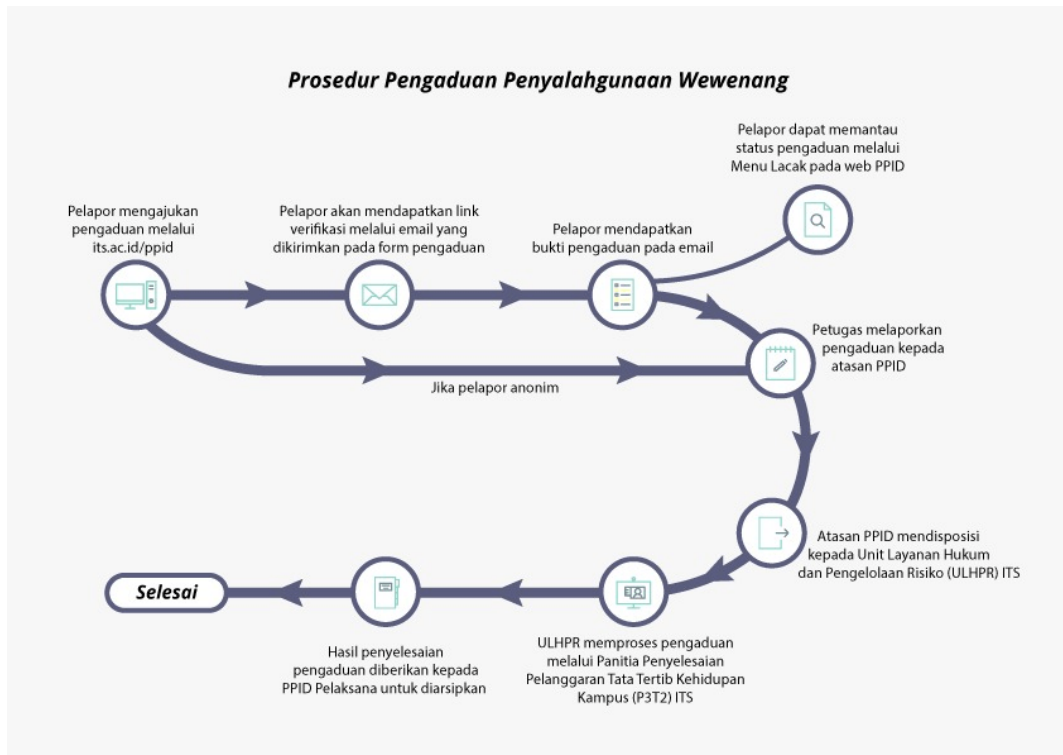 Prosedur Pengaduan Penyalahgunaan Wewenang
Pelapor dapat memantau
status pengaduan melalui
Menu Lacak pada web PPID
Pelapor mengajukan
pengaduan melalui
its.ac.id/ppid
Pelapor akan mendapatkan link
verifikasi melalui email yang
dikirimkan pada form pengaduan
Pelapor mendapatkan
bukti pengaduan pada email
Petugas melaporkan
pengaduan kepada
atasan PPID
Jika pelapor anonim
Atasan PPID mendisposisi
kepada Unit Layanan Hukum
dan Pengelolaan Risiko (ULHPR) ITS
ULHPR memproses pengaduan
melalui Panitia Penyelesaian
Pelanggaran Tata Tertib Kehidupan
Kampus (P3T2) ITS
Hasil penyelesaian
pengaduan diberikan kepada
PPID Pelaksana untuk diarsipkan
Selesai